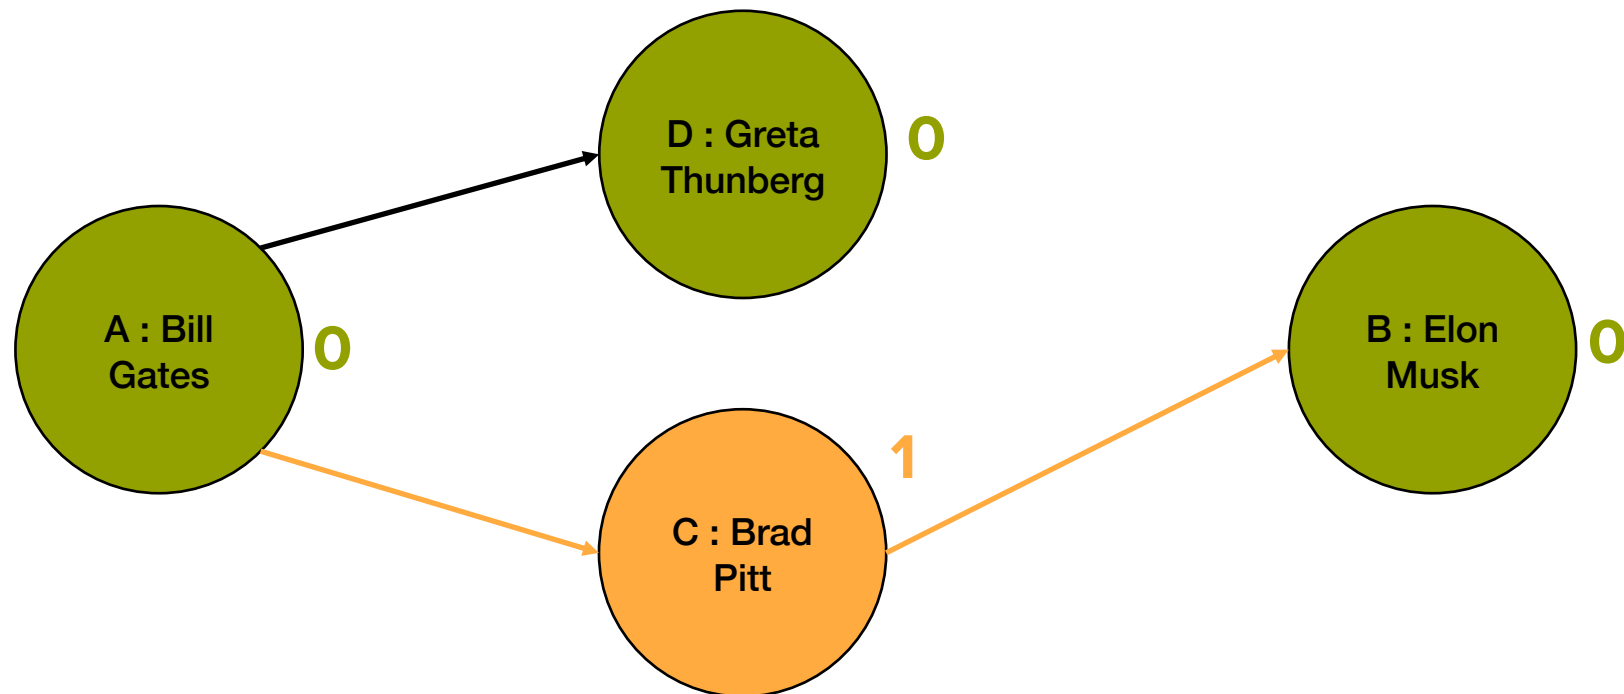 D : Greta
Thunberg
0
A : Bill
Gates
0
B : Elon
Musk
0
1
C : Brad
Pitt